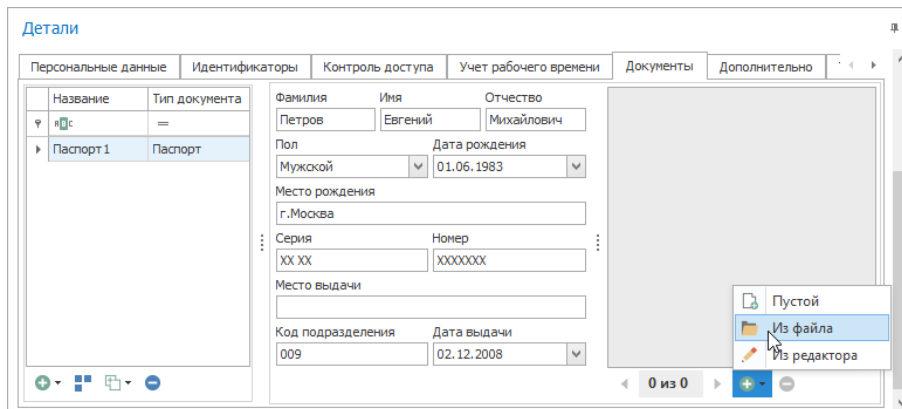 Детали
Персональные данные Идентификаторы Контроль доступа Учет рабочего времени Документы Дополнительно
Название Тип документа
=
Паспорт1 Паспорт
Фамилия Имя Отчество
Петров Евгений Михайлович
Пол Дата рождения
Мужской 01.06.1983
Место рождения
г.Москва
Серия Номер
XX XX XXXXXXX
Место выдачи
Код подразделения Дата выдачи
009 02.12.2008
Пустой
Из файла
Из редактора
0 из 0